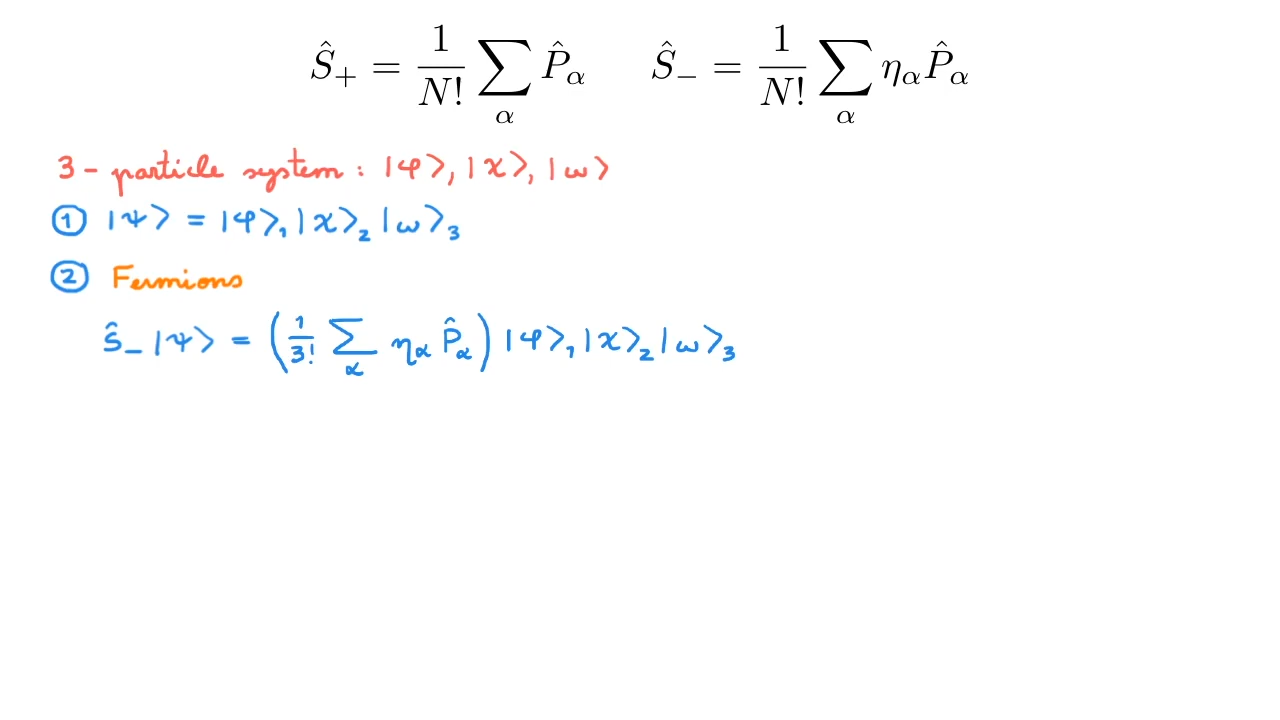 Ŝ₊ = 1/N! ∑_α P̂_α    Ŝ₋ = 1/N! ∑_α η_α P̂_α
3 - particle system : |φ⟩, |χ⟩, |ω⟩
① |ψ⟩ = |φ⟩₁ |χ⟩₂ |ω⟩₃
② Fermions
Ŝ₋ |ψ⟩ = (1/3! ∑_α η_α P̂_α) |φ⟩₁ |χ⟩₂ |ω⟩₃